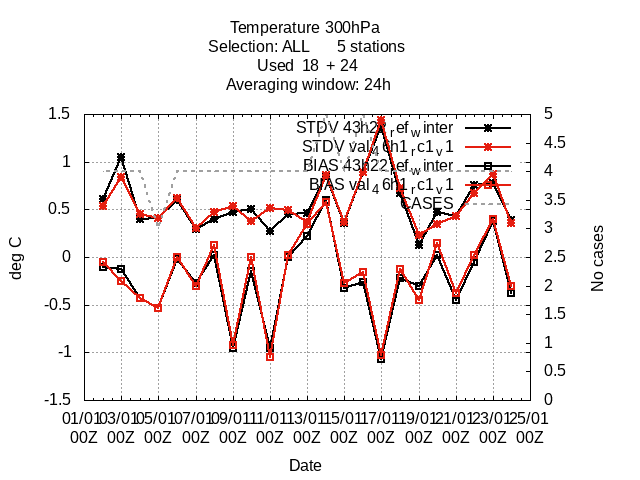 Temperature 300hPa
Selection: ALL 5 stations
Used 18 + 24
Averaging window: 24h
STDV 43h22_ref_winter
STDV val_46h1_rc1_v1
BIAS 43h22_ref_winter
BIAS val_46h1_rc1_v1
CASES
1.5
1
0.5
0
-0.5
-1
-1.5
deg C
5
4.5
4
3.5
3
2.5
2
1.5
1
0.5
0
No cases
01/01 03/01 05/01 07/01 09/01 11/01 13/01 15/01 17/01 19/01 21/01 23/01 25/01
00Z 00Z 00Z 00Z 00Z 00Z 00Z 00Z 00Z 00Z 00Z 00Z 00Z
Date